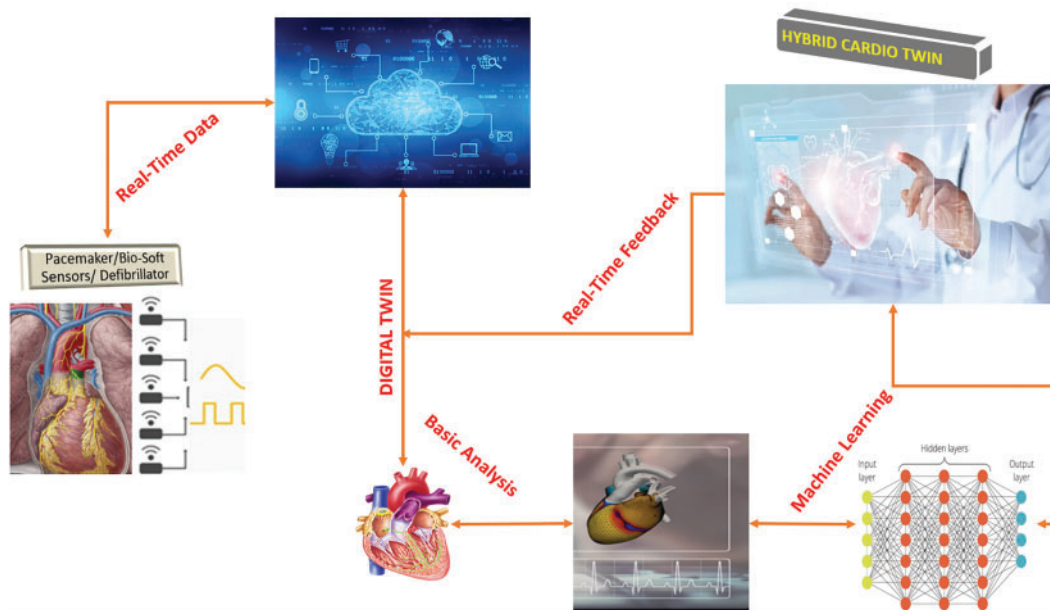 HYBRID CARDIO TWIN
Real-Time Data
Pacemaker/Bio-Soft
Sensors/ Defibrillator
DIGITAL TWIN
Real-Time Feedback
Basic Analysis
Machine Learning
Hidden layers
Input
layer
Output
layer